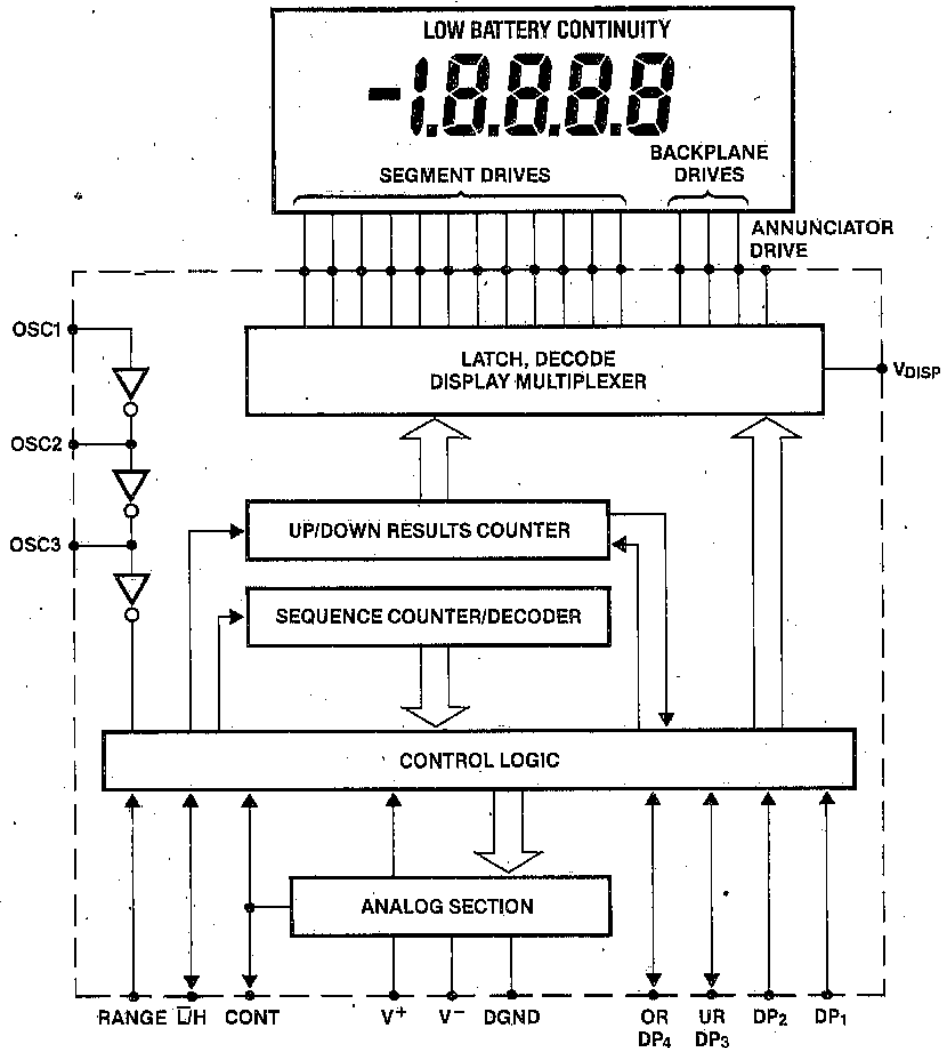 LOW BATTERY CONTINUITY
-1.8.8.8.8
SEGMENT DRIVES
BACKPLANE
DRIVES
ANNUNCIATOR
DRIVE
OSC1
OSC2
OSC3
LATCH, DECODE
DISPLAY MULTIPLEXER
VDISP
UP/DOWN RESULTS COUNTER
SEQUENCE COUNTER/DECODER
CONTROL LOGIC
ANALOG SECTION
RANGE L̅/H CONT V+ V− DGND OR UR DP2 DP1
DP4 DP3